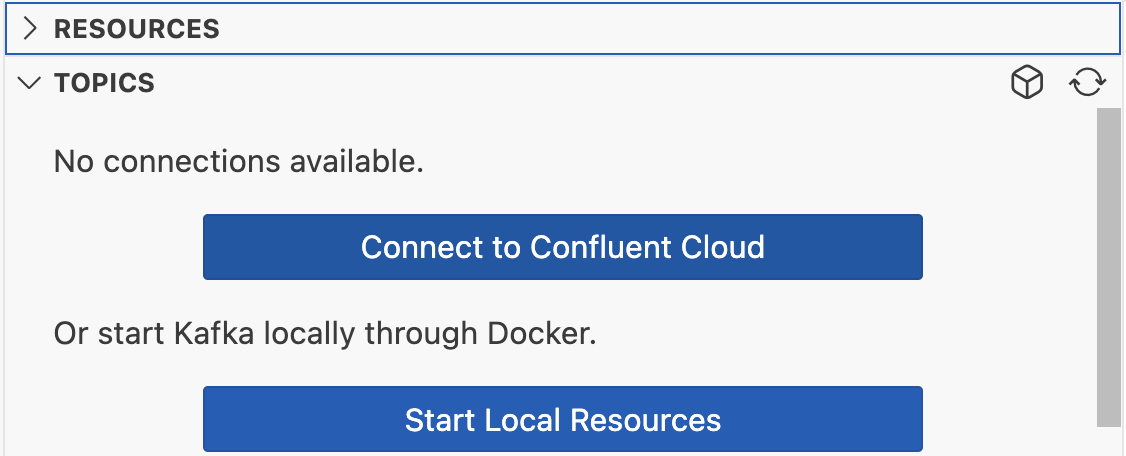 RESOURCES
TOPICS
No connections available.
Connect to Confluent Cloud
Or start Kafka locally through Docker.
Start Local Resources